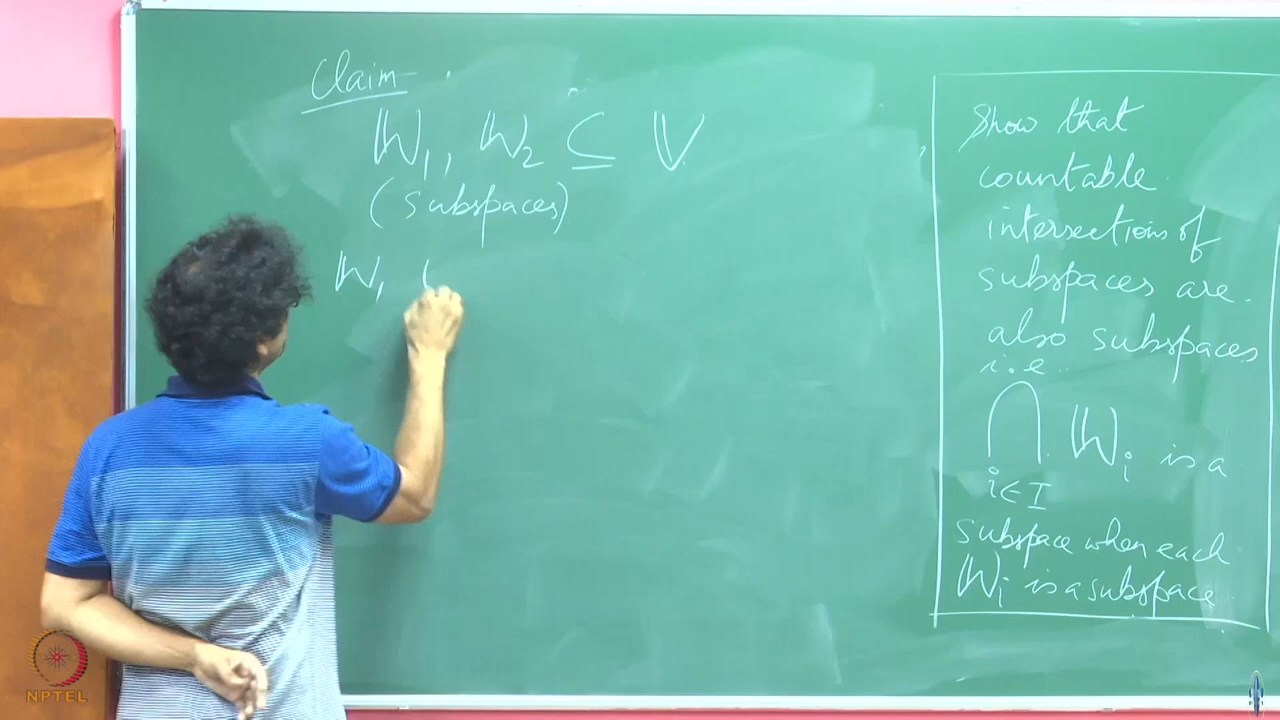 Claim
W₁, W₂ ⊆ V
(subspaces)
W₁
Show that
countable
intersections of
subspaces are
also subspaces
i.e.
⋂ Wᵢ is a
i∈I
subspace when each
Wᵢ is a subspace
NPTEL